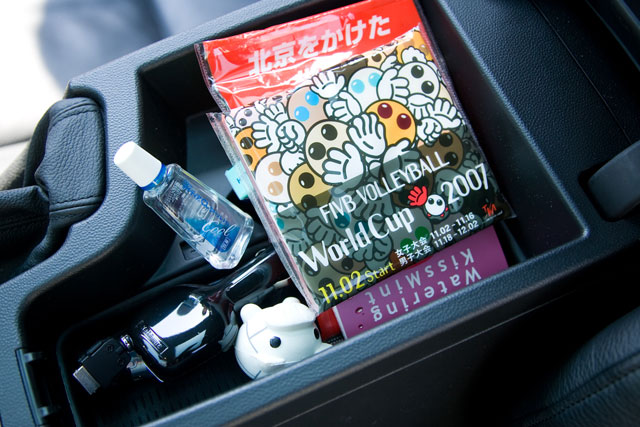 北京をかけた
FIVB VOLLEYBALL
World Cup 2007
11.02 Start
女子大会 11.02 - 11.16
男子大会 11.18 - 12.02
Cool
Watering
KissMint